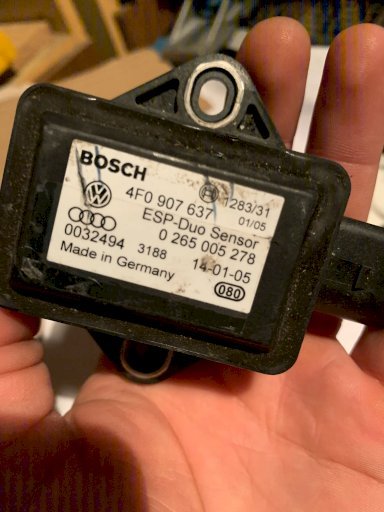 BOSCH
4F0 907 637 1283/31
ESP-Duo Sensor 01/05
0032494 0 265 005 278
Made in Germany 3188 14-01-05
080